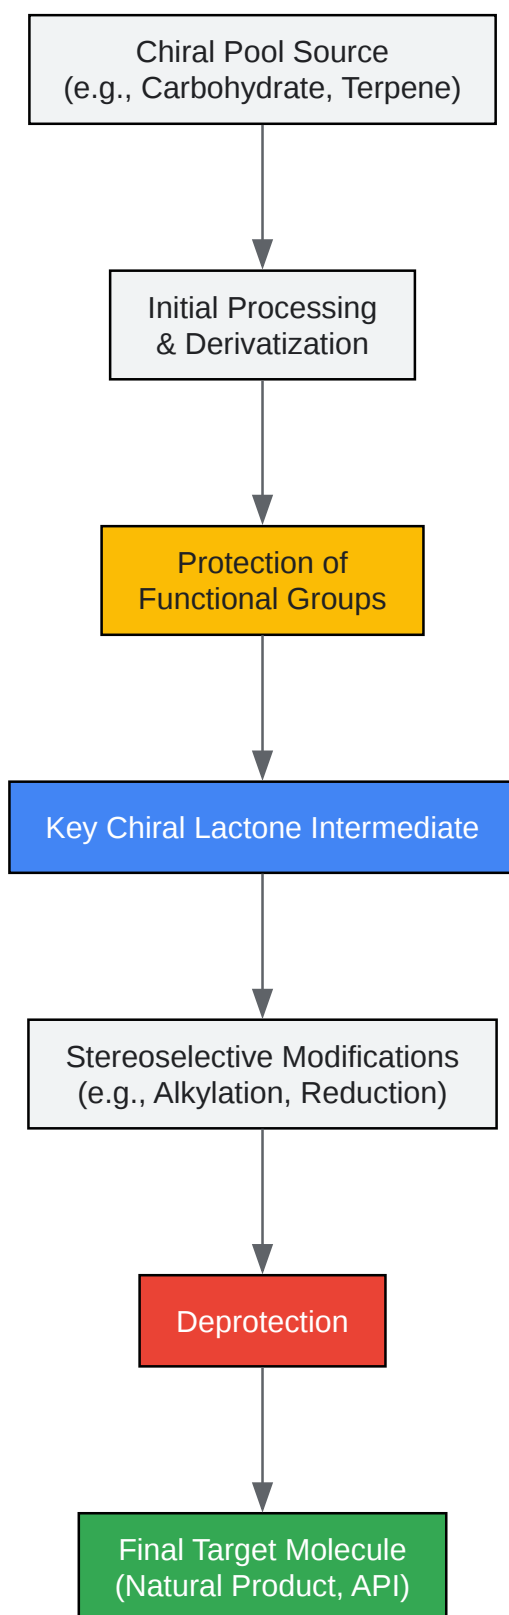 Chiral Pool Source
(e.g., Carbohydrate, Terpene)
Initial Processing
& Derivatization
Protection of
Functional Groups
Key Chiral Lactone Intermediate
Stereoselective Modifications
(e.g., Alkylation, Reduction)
Deprotection
Final Target Molecule
(Natural Product, API)